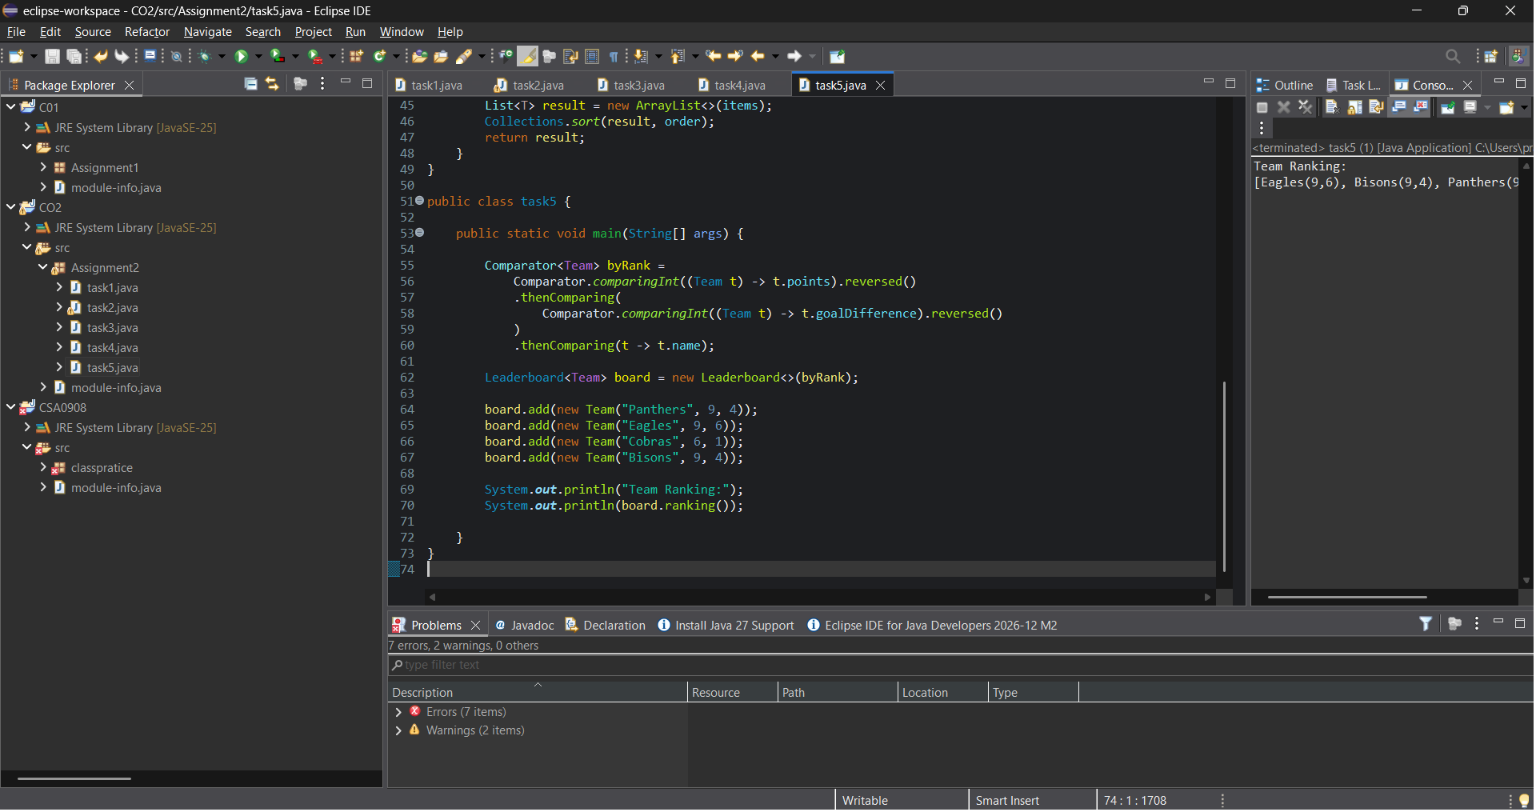 eclipse-workspace - CO2/src/Assignment2/task5.java - Eclipse IDE
File Edit Source Refactor Navigate Search Project Run Window Help
Package Explorer
C01
JRE System Library [JavaSE-25]
src
Assignment1
module-info.java
CO2
JRE System Library [JavaSE-25]
src
Assignment2
task1.java
task2.java
task3.java
task4.java
task5.java
module-info.java
CSA0908
JRE System Library [JavaSE-25]
src
classpratice
module-info.java
task1.java task2.java task3.java task4.java task5.java
45 List<T> result = new ArrayList<>(items);
46 Collections.sort(result, order);
47 return result;
48 }
49 }
50
51 public class task5 {
52
53 public static void main(String[] args) {
54
55 Comparator<Team> byRank =
56 Comparator.comparingInt((Team t) -> t.points).reversed()
57 .thenComparing(
58 Comparator.comparingInt((Team t) -> t.goalDifference).reversed()
59 )
60 .thenComparing(t -> t.name);
61
62 Leaderboard<Team> board = new Leaderboard<>(byRank);
63
64 board.add(new Team("Panthers", 9, 4));
65 board.add(new Team("Eagles", 9, 6));
66 board.add(new Team("Cobras", 6, 1));
67 board.add(new Team("Bisons", 9, 4));
68
69 System.out.println("Team Ranking:");
70 System.out.println(board.ranking());
71
72 }
73 }
74
Outline Task L... Conso...
<terminated> task5 (1) [Java Application] C:\Users\pr
Team Ranking:
[Eagles(9,6), Bisons(9,4), Panthers(9
Problems Javadoc Declaration Install Java 27 Support Eclipse IDE for Java Developers 2026-12 M2
7 errors, 2 warnings, 0 others
type filter text
Description Resource Path Location Type
Errors (7 items)
Warnings (2 items)
Writable Smart Insert 74 : 1 : 1708